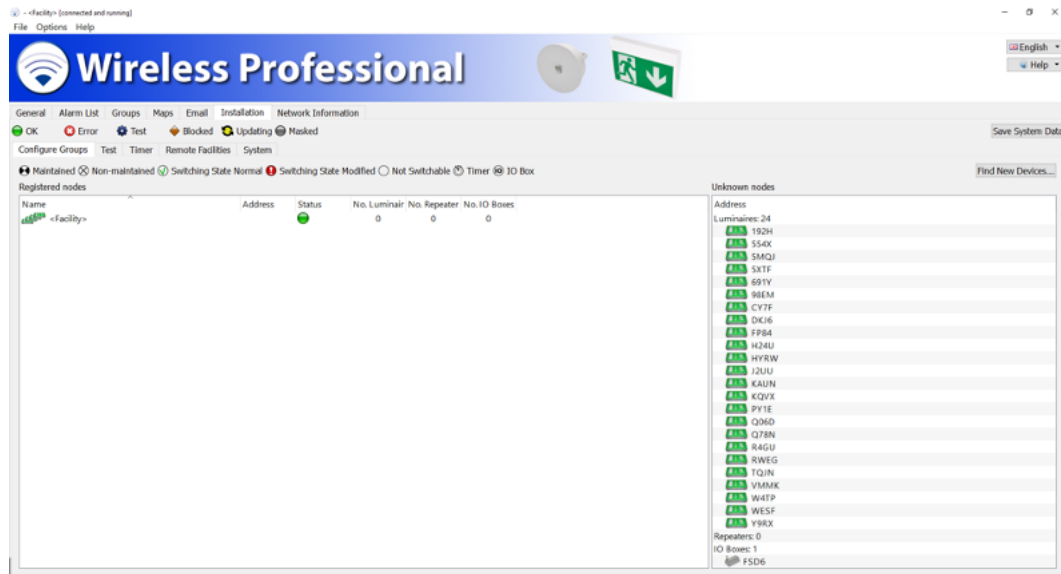 - <Facility> [connected and running]
File Options Help
Wireless Professional
English
Help
General Alarm List Groups Maps Email Installation Network Information
OK Error Test Blocked Updating Masked
Save System Data
Configure Groups Test Timer Remote Facilities System
Maintained Non-maintained Switching State Normal Switching State Modified Not Switchable Timer IO Box
Find New Devices...
Registered nodes
Name Address Status No. Luminair No. Repeater No. IO Boxes
<Facility> 0 0 0
Unknown nodes
Address
Luminaires: 24
192H
554X
5MQJ
5XTF
691Y
98EM
CY7F
DKJ6
FP84
H24U
HYRW
J2UU
KAUN
KQVX
PY1E
Q06D
Q78N
R4GU
RWEG
TQJN
VMMK
W4TP
WESF
Y9RX
Repeaters: 0
IO Boxes: 1
FSD6